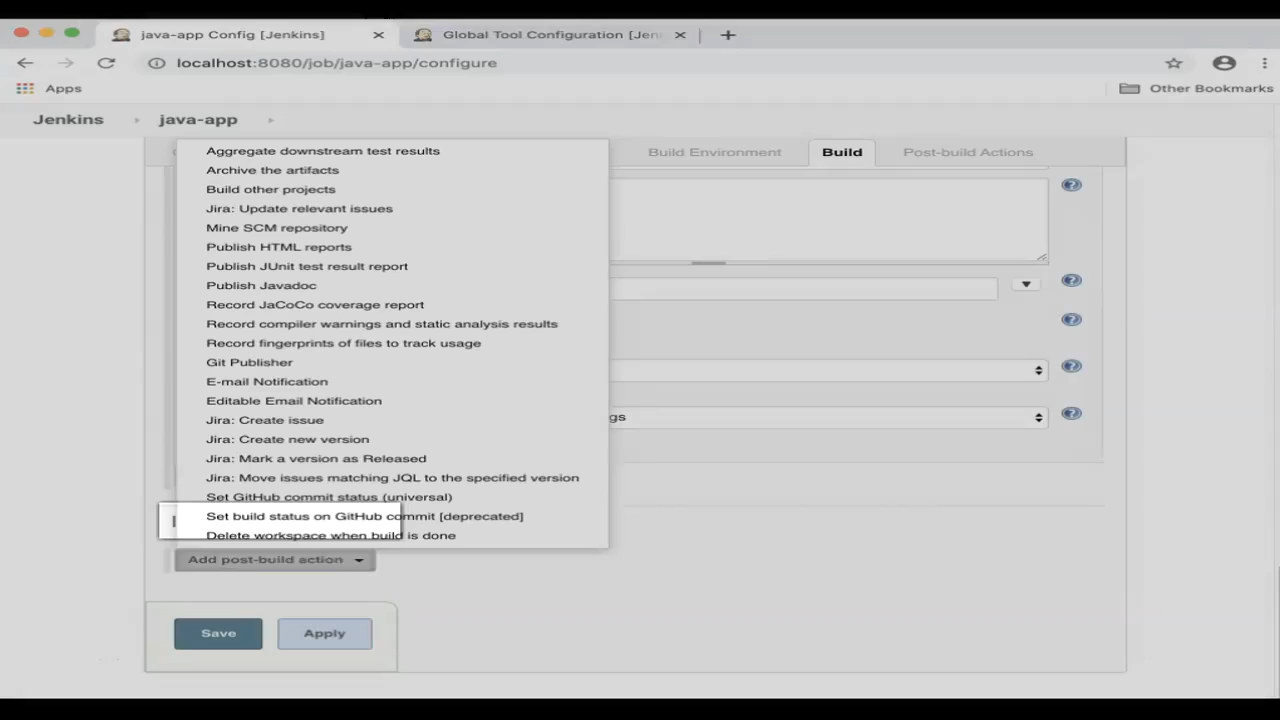 java-app Config [Jenkins]
Global Tool Configuration [Jen
localhost:8080/job/java-app/configure
Apps
Other Bookmarks
Jenkins
java-app
Build Environment
Build
Post-build Actions
Aggregate downstream test results
Archive the artifacts
Build other projects
Jira: Update relevant issues
Mine SCM repository
Publish HTML reports
Publish JUnit test result report
Publish Javadoc
Record JaCoCo coverage report
Record compiler warnings and static analysis results
Record fingerprints of files to track usage
Git Publisher
E-mail Notification
Editable Email Notification
Jira: Create issue
gs
Jira: Create new version
Jira: Mark a version as Released
Jira: Move issues matching JQL to the specified version
Set GitHub commit status (universal)
Set build status on GitHub commit [deprecated]
Delete workspace when build is done
Add post-build action
Save
Apply